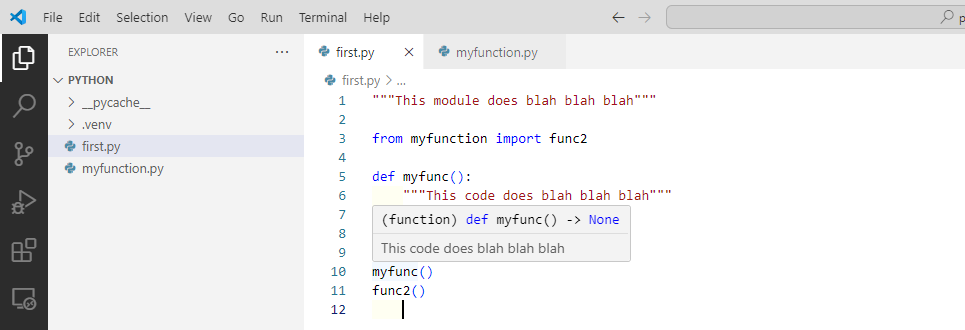 File Edit Selection View Go Run Terminal Help
EXPLORER
PYTHON
__pycache__
.venv
first.py
myfunction.py
first.py
myfunction.py
first.py > ...
1 """This module does blah blah blah"""
2
3 from myfunction import func2
4
5 def myfunc():
6 """This code does blah blah blah"""
7
8
9
(function) def myfunc() -> None
This code does blah blah blah
10 myfunc()
11 func2()
12